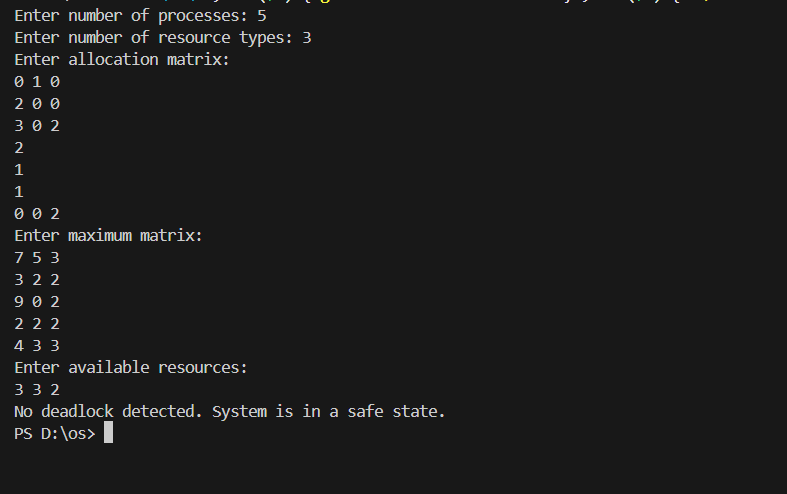 Enter number of processes: 5
Enter number of resource types: 3
Enter allocation matrix:
0 1 0
2 0 0
3 0 2
2
1
1
0 0 2
Enter maximum matrix:
7 5 3
3 2 2
9 0 2
2 2 2
4 3 3
Enter available resources:
3 3 2
No deadlock detected. System is in a safe state.
PS D:\os>